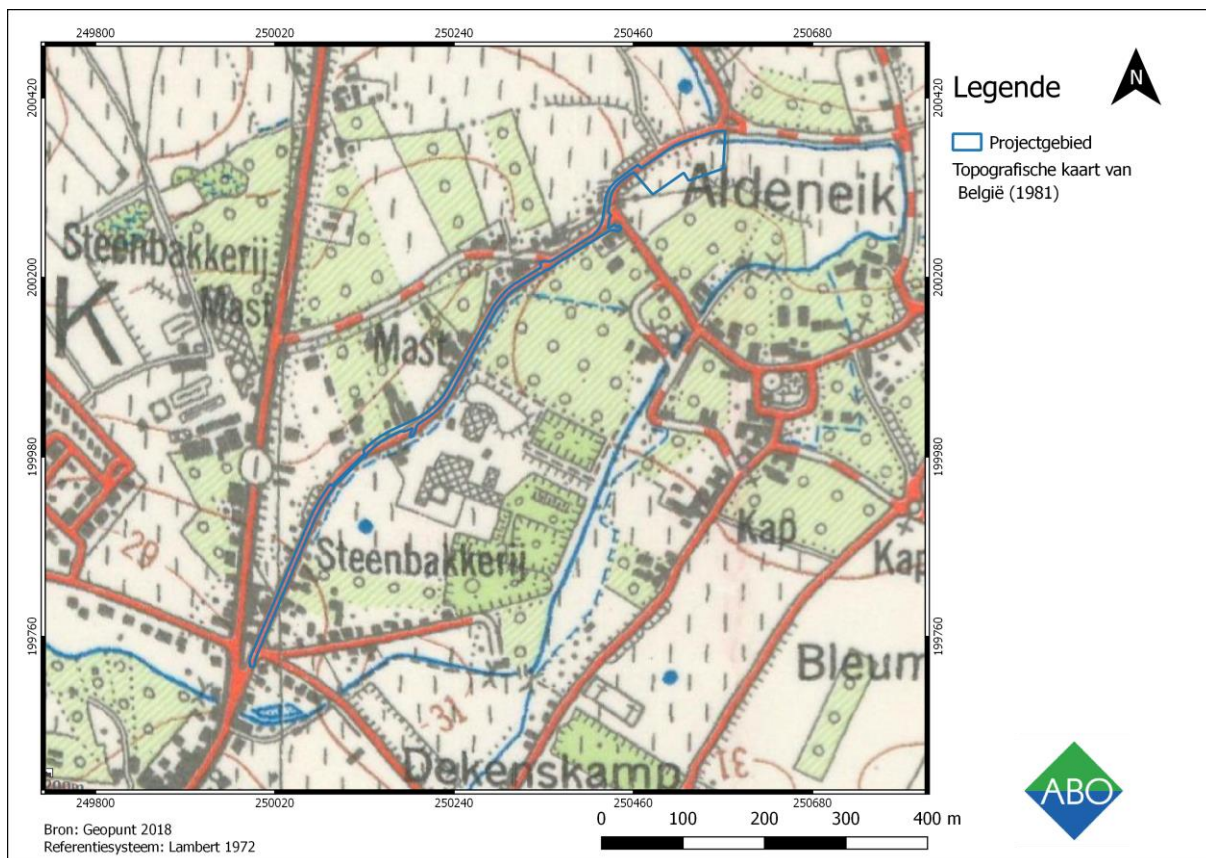 249800 250020 250240 250460 250680
200420
200200
199980
199760
200420
200200
199980
199760
Aldeneik
Steenbakkerij
Mast
K
Mast
29
Steenbakkerij
Kap
Kap
Bleum
31
Dekenskamp
31
249800 250020 250240 250460 250680
Legende
N
Projectgebied
Topografische kaart van
België (1981)
ABO
Bron: Geopunt 2018
Referentiesysteem: Lambert 1972
0 100 200 300 400 m